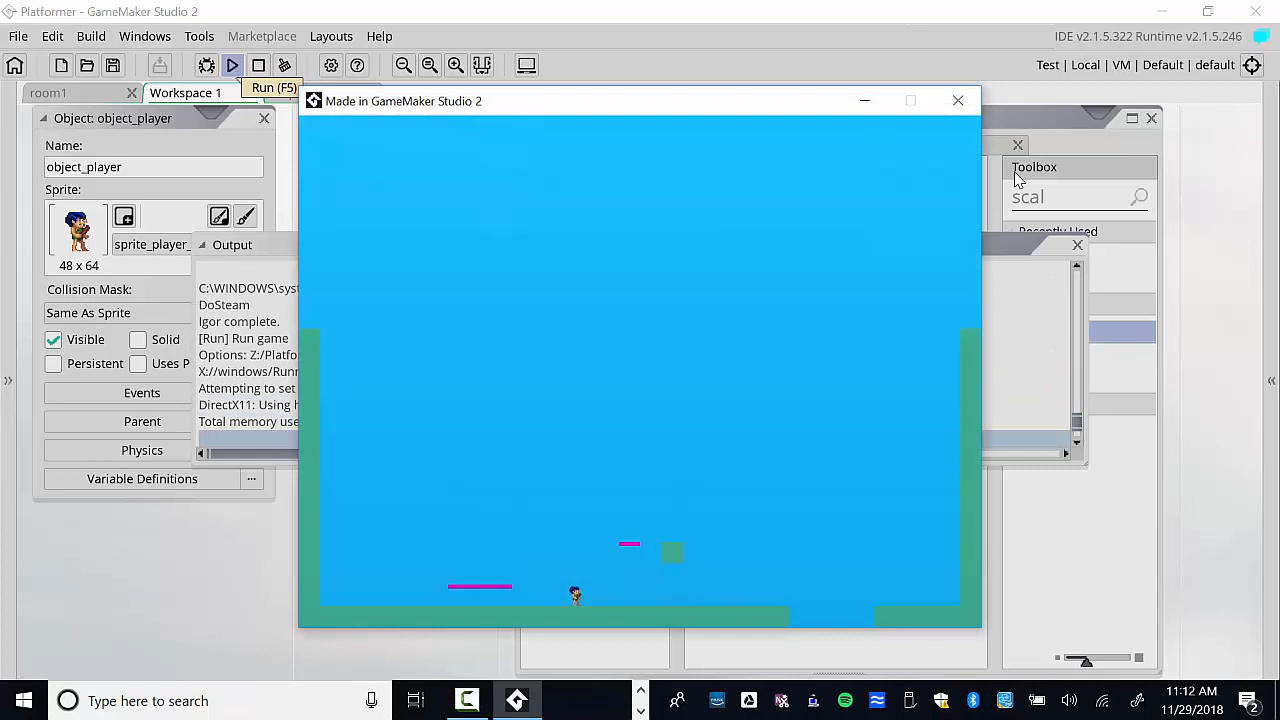 Platformer - GameMaker Studio 2
File Edit Build Windows Tools Marketplace Layouts Help
IDE v2.1.5.322 Runtime v2.1.5.246
Test | Local | VM | Default | default
room1
Workspace 1
Run (F5)
Made in GameMaker Studio 2
Object: object_player
Name:
object_player
Sprite:
sprite_player_
48 x 64
Collision Mask:
Same As Sprite
Visible
Solid
Persistent
Uses P
Events
Parent
Physics
Variable Definitions
...
Output
C:\WINDOWS\sys
DoSteam
Igor complete.
[Run] Run game
Options: Z:/Platfo
X://windows/Runn
Attempting to set
DirectX11: Using h
Total memory use
Toolbox
scal
Recently Used
Type here to search
11:12 AM
11/29/2018
2